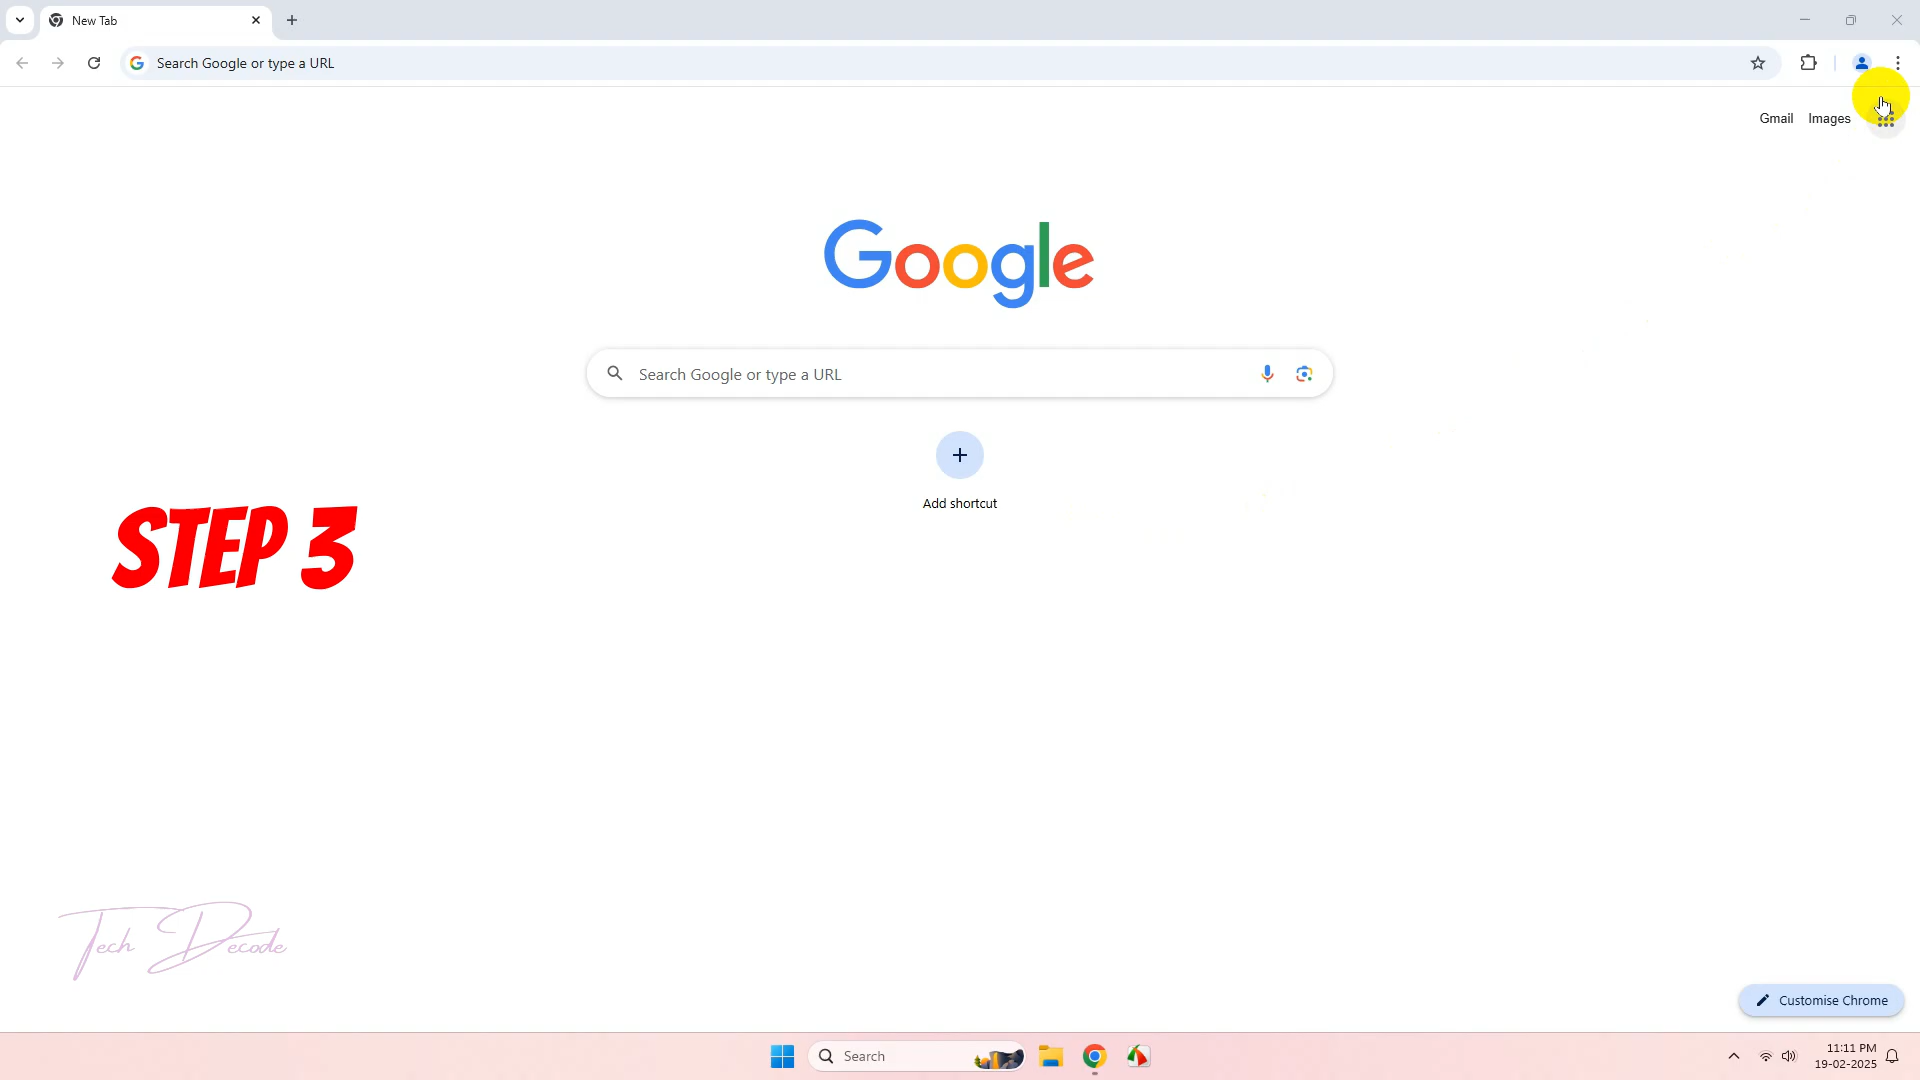 New Tab
Search Google or type a URL
Gmail Images
Google
Search Google or type a URL
Add shortcut
STEP 3
Tech Decode
Customise Chrome
Search
11:11 PM
19-02-2025